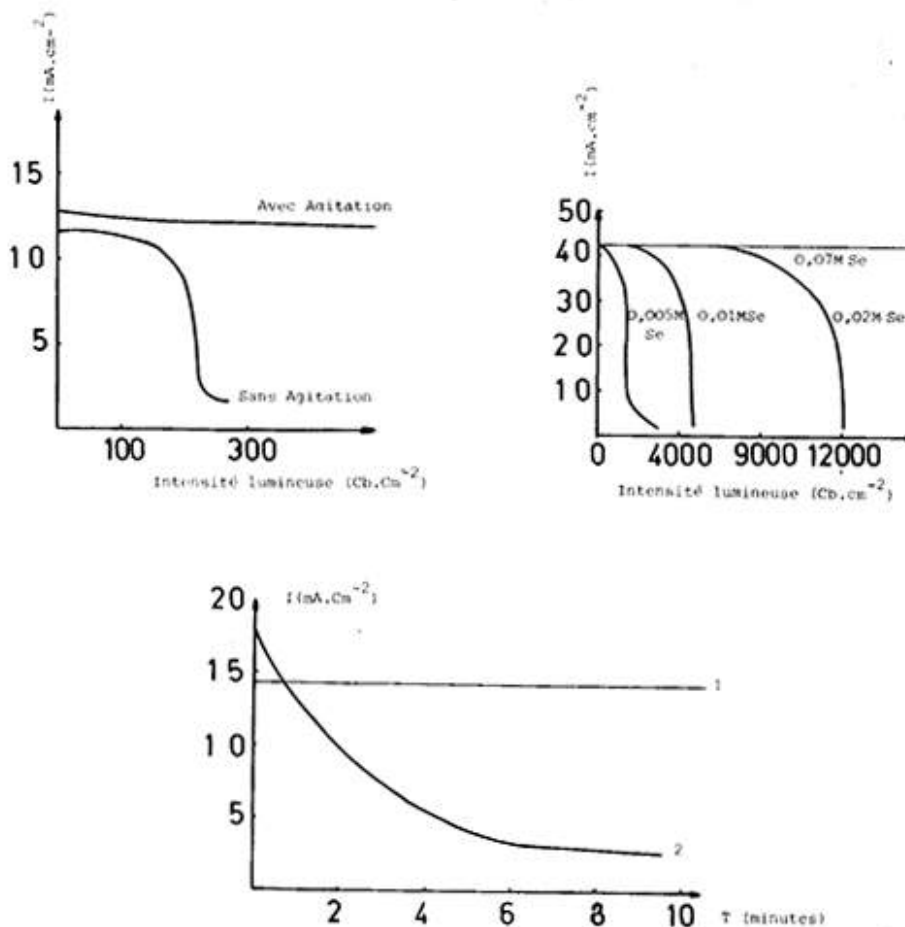 I(mA.cm-²)
15
10
5
Avec Agitation
Sans Agitation
100 300
Intensité lumineuse (Cb.Cm⁻²)
I(mA.cm⁻²)
50
40
30
20
10
0,07M Se
0,005M
Se
0,01MSe
0,02M Se
0 4000 9000 12000
Intensité lumineuse (Cb.cm⁻²)
I(mA.Cm⁻²)
20
15
10
5
1
2
2 4 6 8 10
T (minutes)